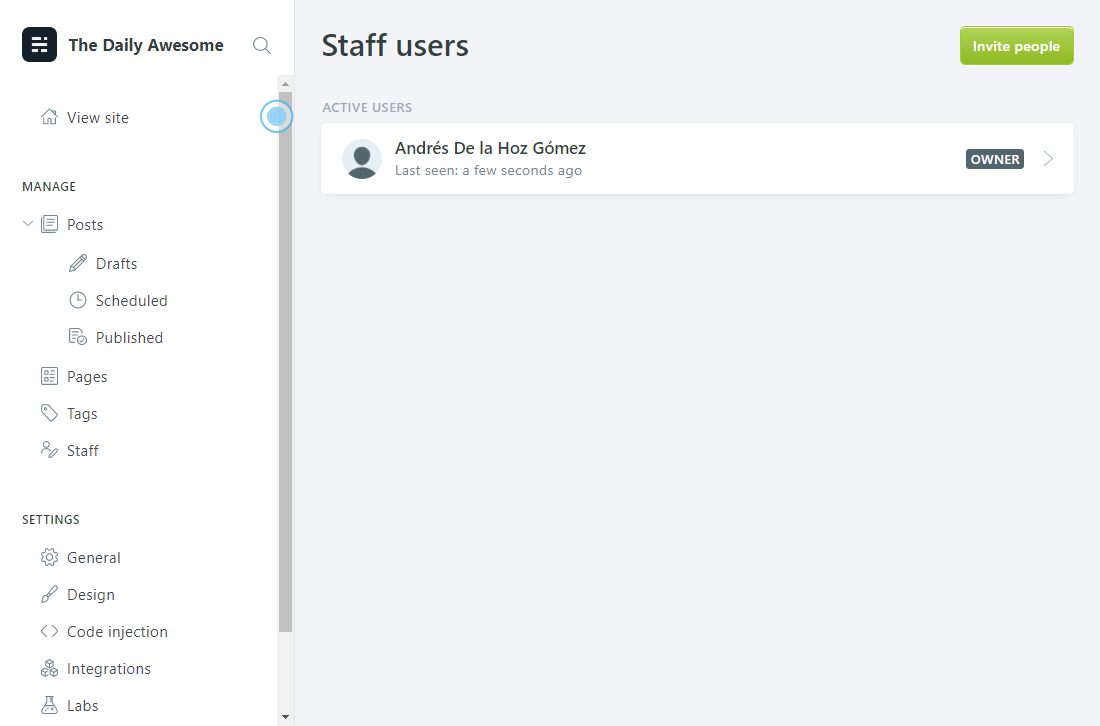 The Daily Awesome
View site
MANAGE
Posts
Drafts
Scheduled
Published
Pages
Tags
Staff
SETTINGS
General
Design
Code injection
Integrations
Labs
Staff users
Invite people
ACTIVE USERS
Andrés De la Hoz Gómez
Last seen: a few seconds ago
OWNER